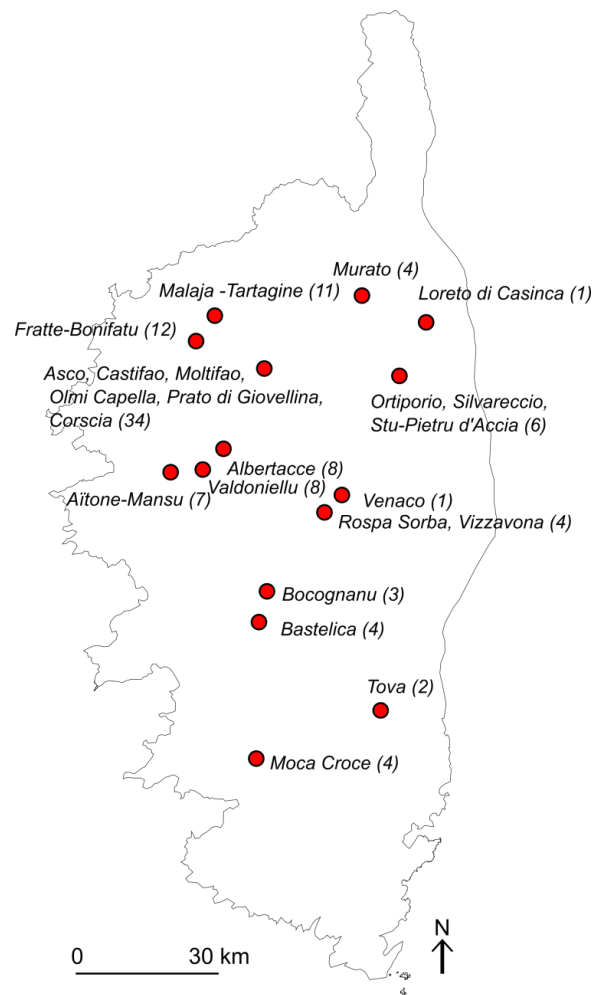 Murato (4)
Malaja -Tartagine (11)
Loreto di Casinca (1)
Fratte-Bonifatu (12)
Asco, Castifao, Moltifao,
Olmi Capella, Prato di Giovellina,
Corscia (34)
Ortiporio, Silvareccio,
Stu-Pietru d'Accia (6)
Albertacce (8)
Valdoniellu (8)
Aïtone-Mansu (7)
Venaco (1)
Rospa Sorba, Vizzavona (4)
Bocognanu (3)
Bastelica (4)
Tova (2)
Moca Croce (4)
N
0 30 km